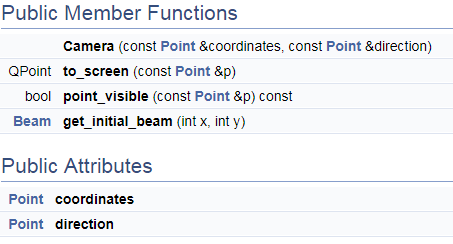 Public Member Functions
Camera (const Point &coordinates, const Point &direction)
QPoint to_screen (const Point &p)
bool point_visible (const Point &p) const
Beam get_initial_beam (int x, int y)
Public Attributes
Point coordinates
Point direction